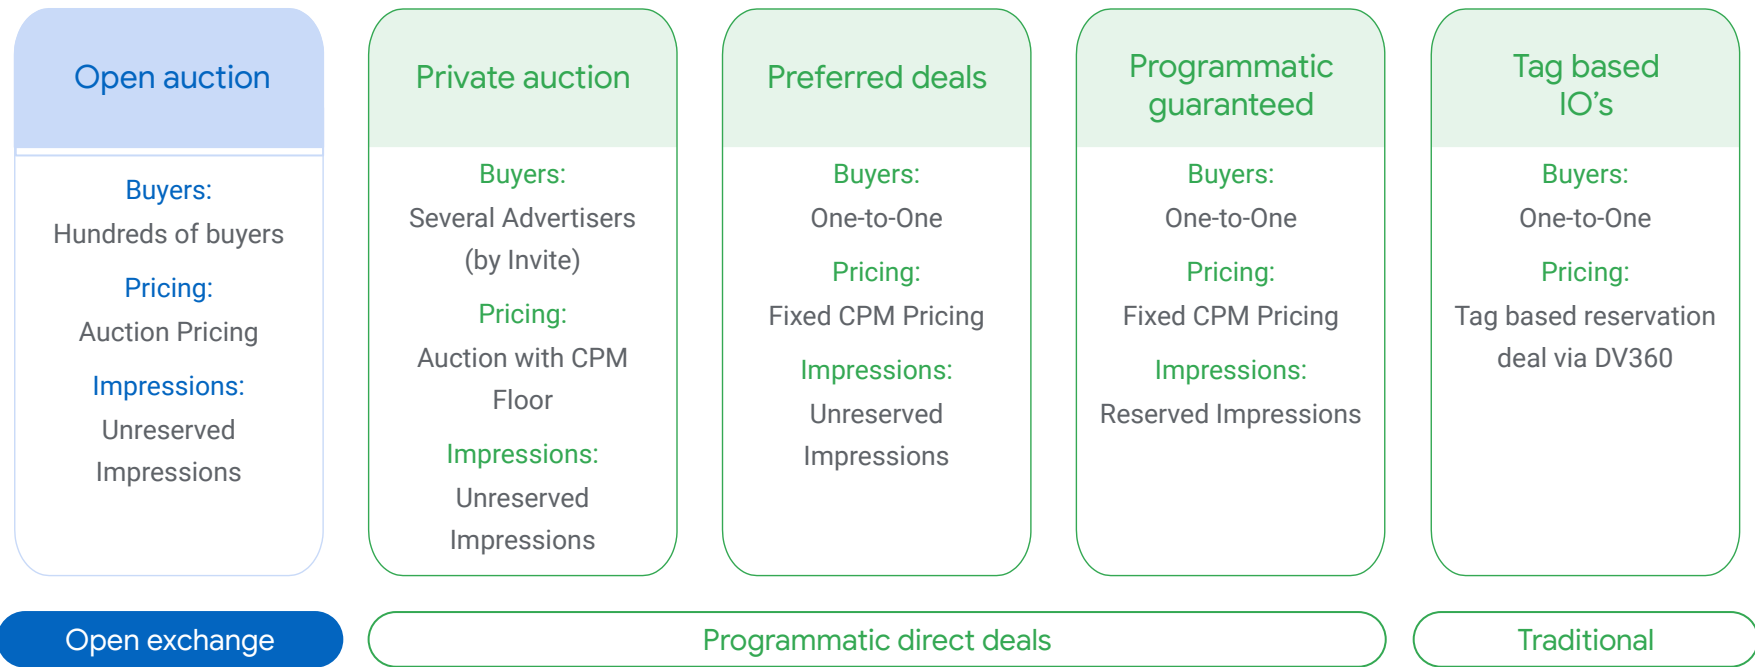 Open auction
Buyers:
Hundreds of buyers
Pricing:
Auction Pricing
Impressions:
Unreserved
Impressions
Private auction
Buyers:
Several Advertisers
(by Invite)
Pricing:
Auction with CPM
Floor
Impressions:
Unreserved
Impressions
Preferred deals
Buyers:
One-to-One
Pricing:
Fixed CPM Pricing
Impressions:
Unreserved
Impressions
Programmatic
guaranteed
Buyers:
One-to-One
Pricing:
Fixed CPM Pricing
Impressions:
Reserved Impressions
Tag based
IO’s
Buyers:
One-to-One
Pricing:
Tag based reservation
deal via DV360
Open exchange
Programmatic direct deals
Traditional